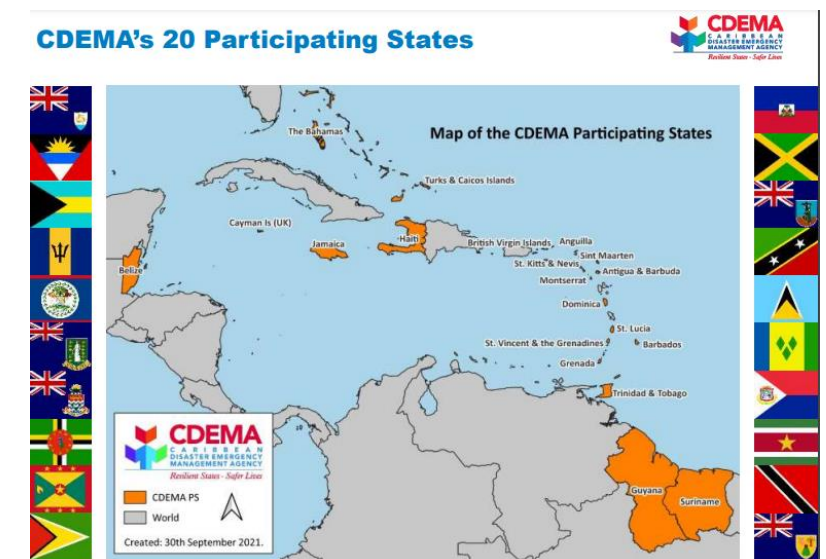 CDEMA's 20 Participating States
CDEMA
CARIBBEAN
DISASTER EMERGENCY
MANAGEMENT AGENCY
Resilient States - Safer Lives
Map of the CDEMA Participating States
The Bahamas
Turks & Caicos Islands
Cayman Is (UK)
Jamaica
Haiti
British Virgin Islands
Anguilla
Sint Maarten
St. Kitts & Nevis
Antigua & Barbuda
Montserrat
Belize
Dominica
St. Lucia
St. Vincent & the Grenadines
Barbados
Grenada
Trinidad & Tobago
Guyana
Suriname
CDEMA
CARIBBEAN
DISASTER EMERGENCY
MANAGEMENT AGENCY
Resilient States - Safer Lives
CDEMA PS
World
Created: 30th September 2021.